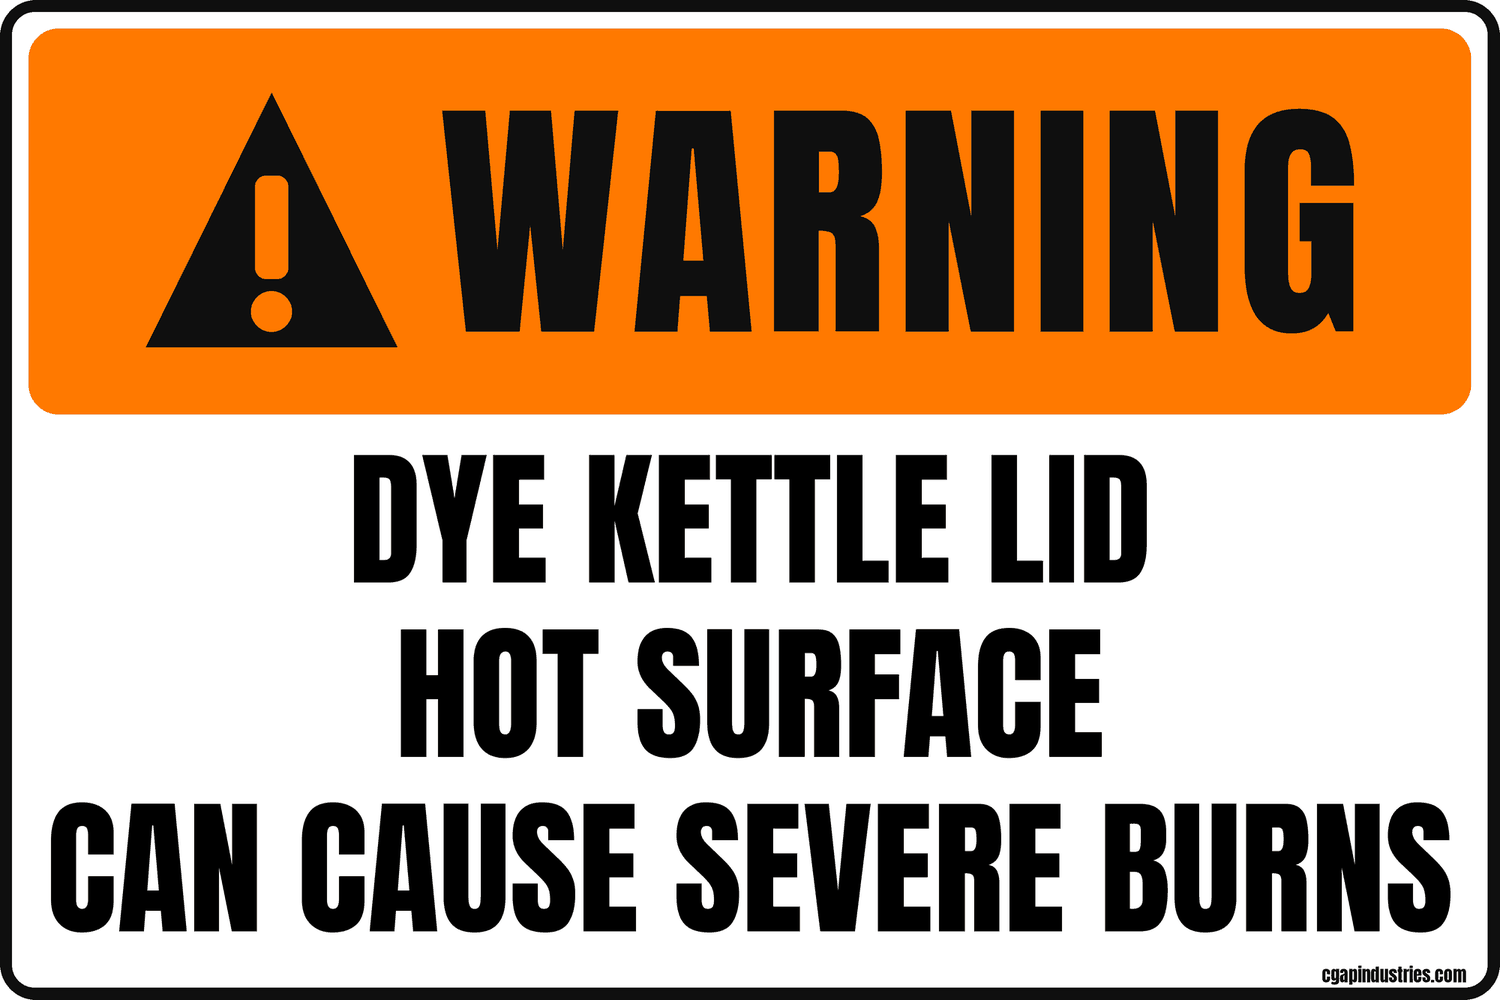 WARNING
DYE KETTLE LID
HOT SURFACE
CAN CAUSE SEVERE BURNS
cgapindustries.com